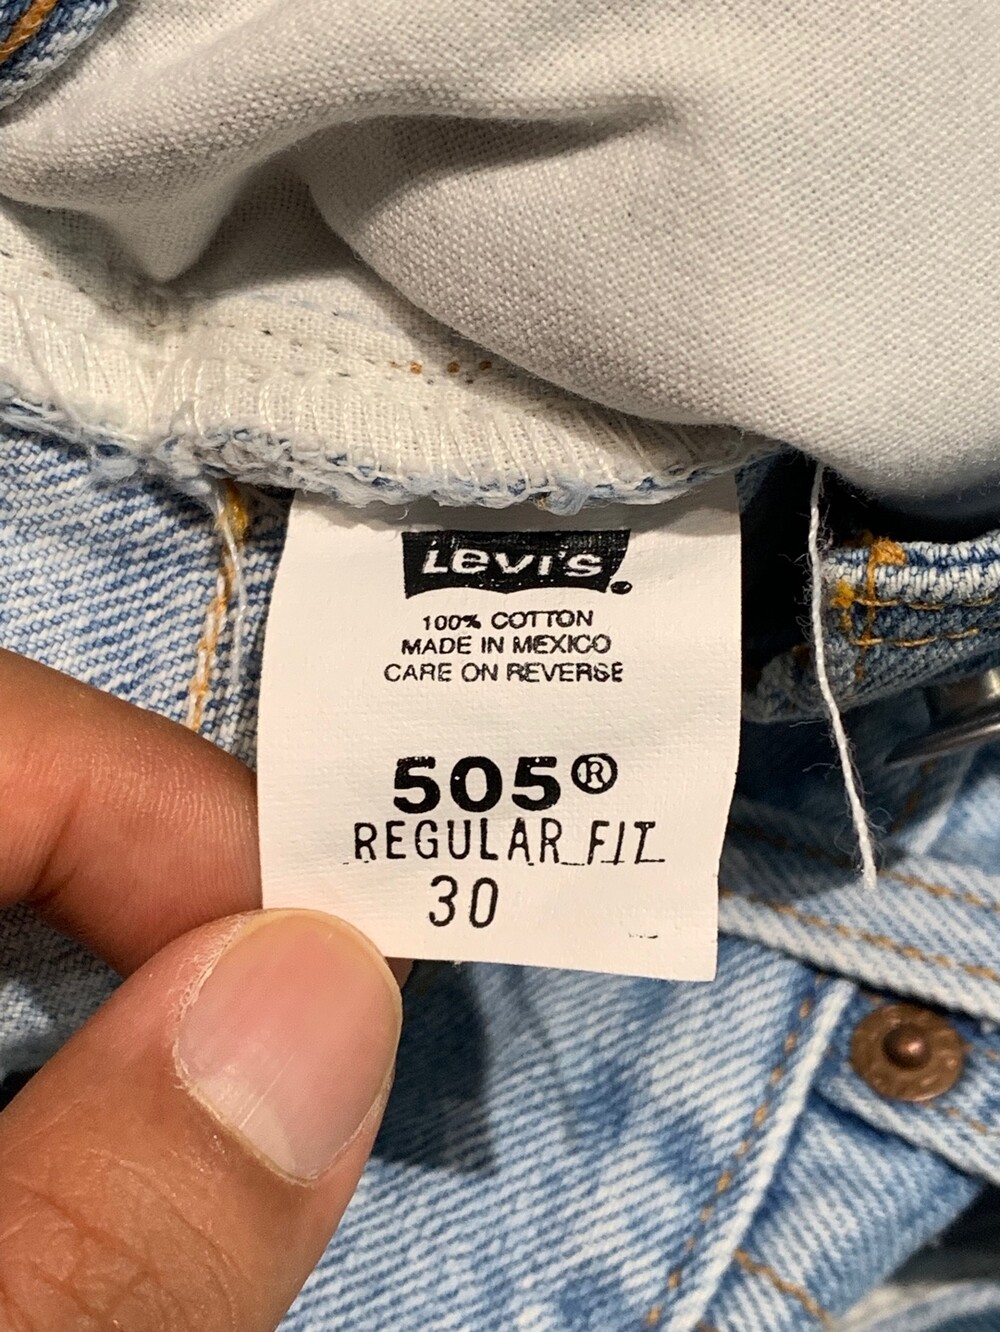 Levi's
100% COTTON
MADE IN MEXICO
CARE ON REVERSE
505®
REGULAR FIT
30